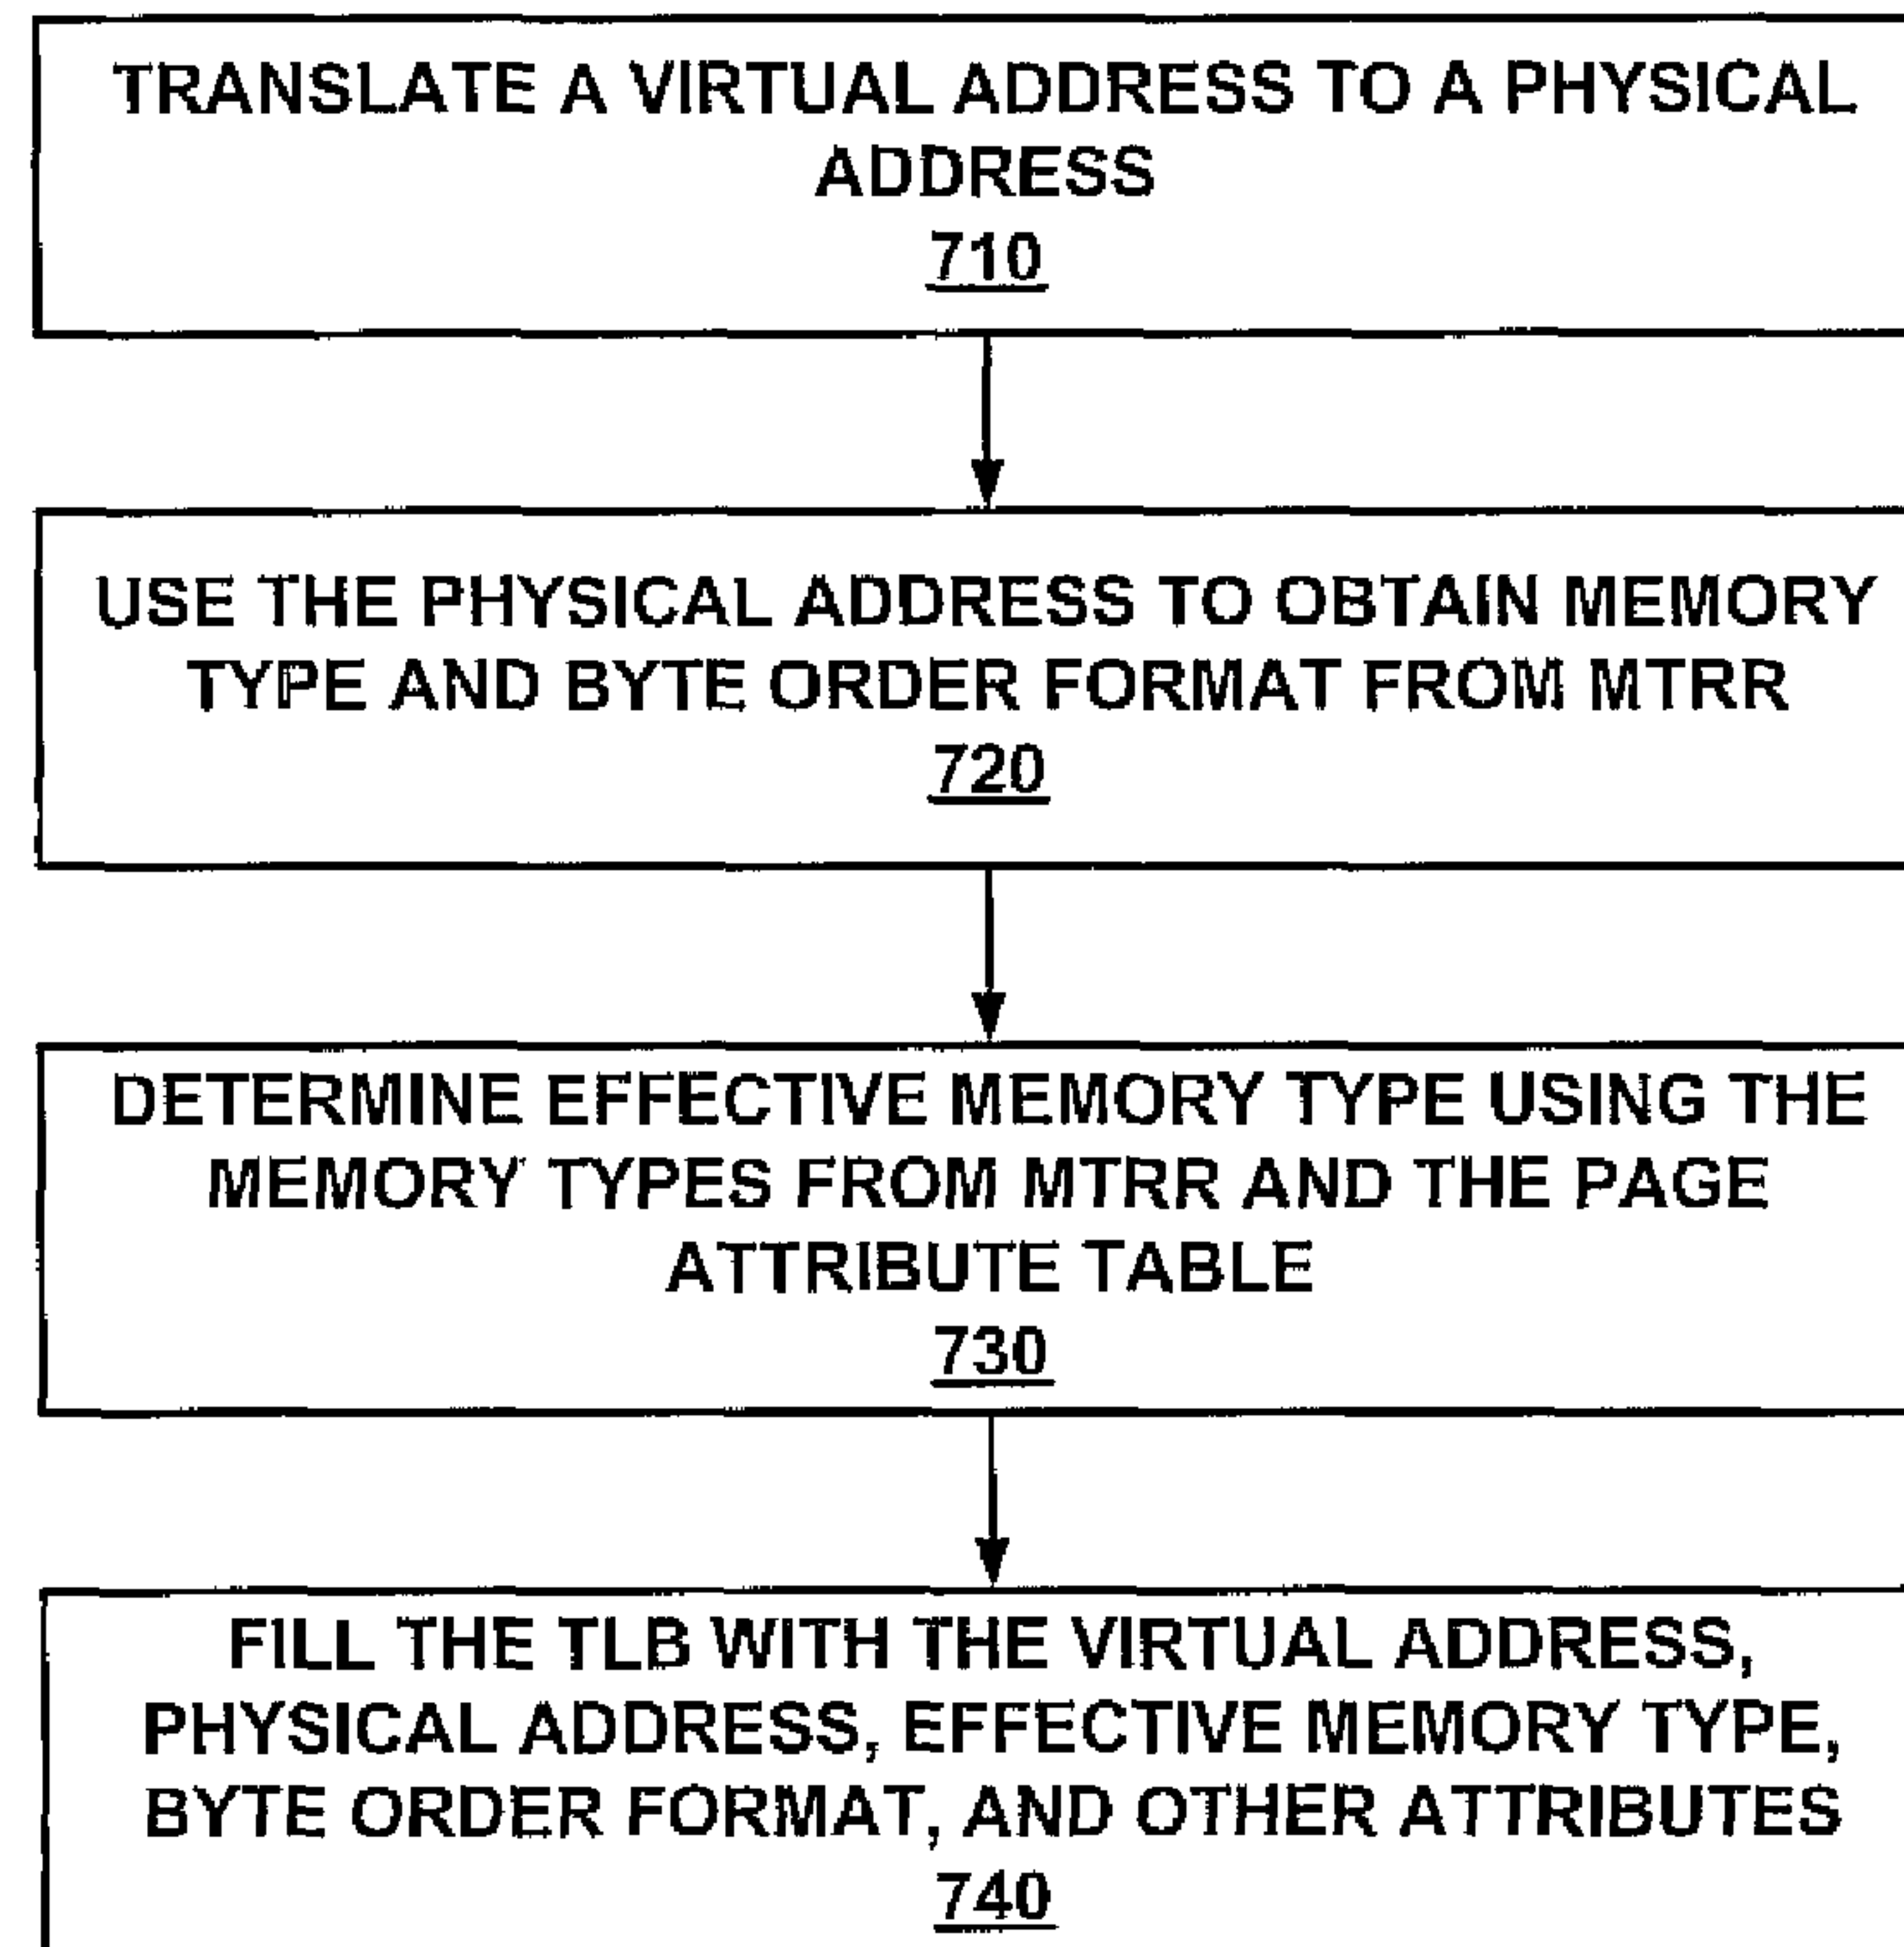 TRANSLATE A VIRTUAL ADDRESS TO A PHYSICAL
ADDRESS
710
USE THE PHYSICAL ADDRESS TO OBTAIN MEMORY
TYPE AND BYTE ORDER FORMAT FROM MTRR
720
DETERMINE EFFECTIVE MEMORY TYPE USING THE
MEMORY TYPES FROM MTRR AND THE PAGE
ATTRIBUTE TABLE
730
FILL THE TLB WITH THE VIRTUAL ADDRESS,
PHYSICAL ADDRESS, EFFECTIVE MEMORY TYPE,
BYTE ORDER FORMAT, AND OTHER ATTRIBUTES
740